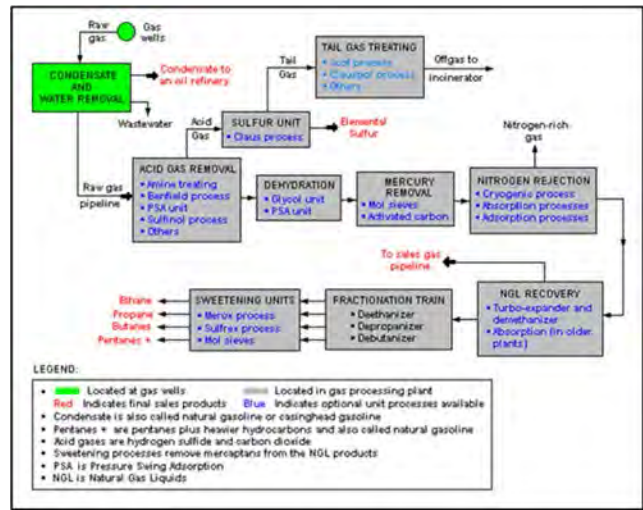 Raw gas
Gas wells
CONDENSATE
AND
WATER REMOVAL
Condensate to
an oil refinery
Wastewater
Raw gas
pipeline
ACID GAS REMOVAL
• Amine treating
• Benfield process
• PSA unit
• Sulfinol process
• Others
Acid
Gas
SULFUR UNIT
• Claus process
Elemental
Sulfur
Tail
Gas
TAIL GAS TREATING
• Scot process
• Clauspol process
• Others
Offgas to
incinerator
DEHYDRATION
• Glycol unit
• PSA unit
MERCURY
REMOVAL
• Mol sieves
• Activated carbon
Nitrogen-rich
gas
NITROGEN REJECTION
• Cryogenic process
• Absorption processes
• Adsorption processes
To sales gas
pipeline
NGL RECOVERY
• Turbo-expander and
demethanizer
• Absorption (in older
plants)
FRACTIONATION TRAIN
• Deethanizer
• Depropanizer
• Debutanizer
SWEETENING UNITS
• Merox process
• Sulfrex process
• Mol sieves
Ethane
Propane
Butanes
Pentanes +
LEGEND:
• Located at gas wells Located in gas processing plant
Red Indicates final sales products Blue Indicates optional unit processes available
• Condensate is also called natural gasoline or casinghead gasoline
• Pentanes + are pentanes plus heavier hydrocarbons and also called natural gasoline
• Acid gases are hydrogen sulfide and carbon dioxide
• Sweetening processes remove mercaptans from the NGL products
• PSA is Pressure Swing Adsorption
• NGL is Natural Gas Liquids